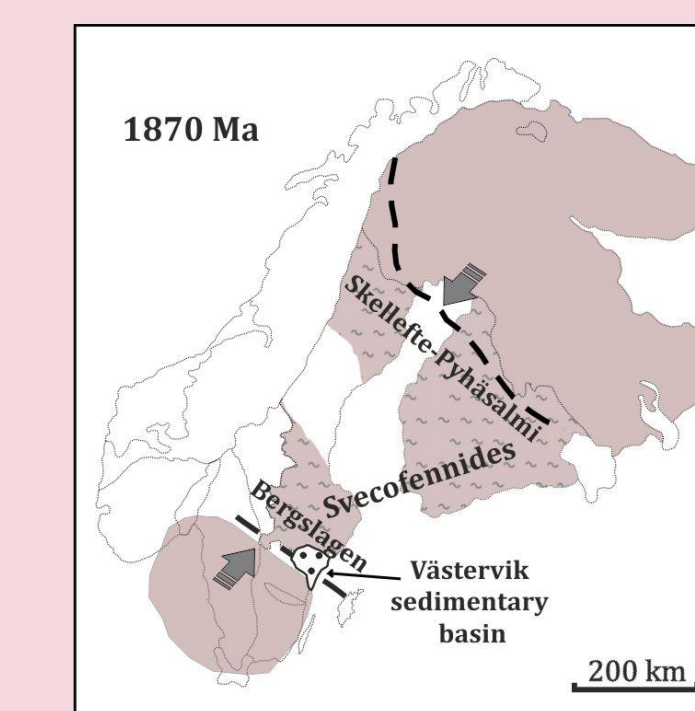 1870 Ma
Skellefte-Pyhäsalmi
Svecofennides
Bergslagen
Västervik
sedimentary
basin
200 km